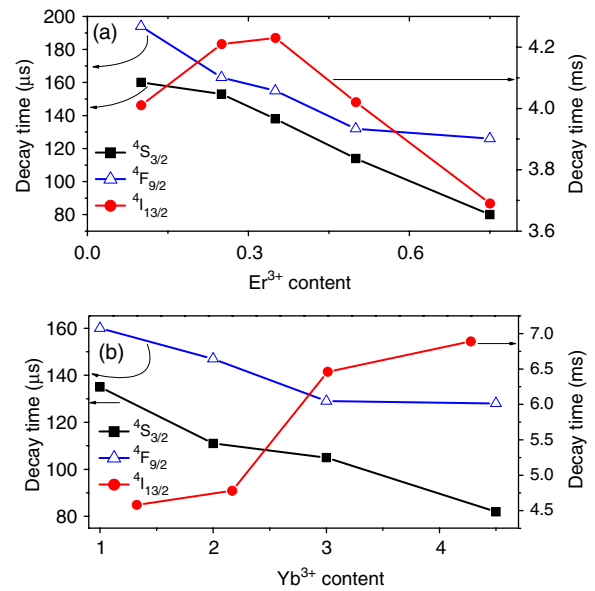 (a)
200
180
160
140
120
100
80
Decay time (μs)
4.2
4.0
3.8
3.6
Decay time (ms)
⁴S₃/₂
⁴F₉/₂
⁴I₁₃/₂
0.0 0.3 0.6
Er³⁺ content
(b)
160
140
120
100
80
Decay time (μs)
7.0
6.5
6.0
5.5
5.0
4.5
Decay time (ms)
⁴S₃/₂
⁴F₉/₂
⁴I₁₃/₂
1 2 3 4
Yb³⁺ content